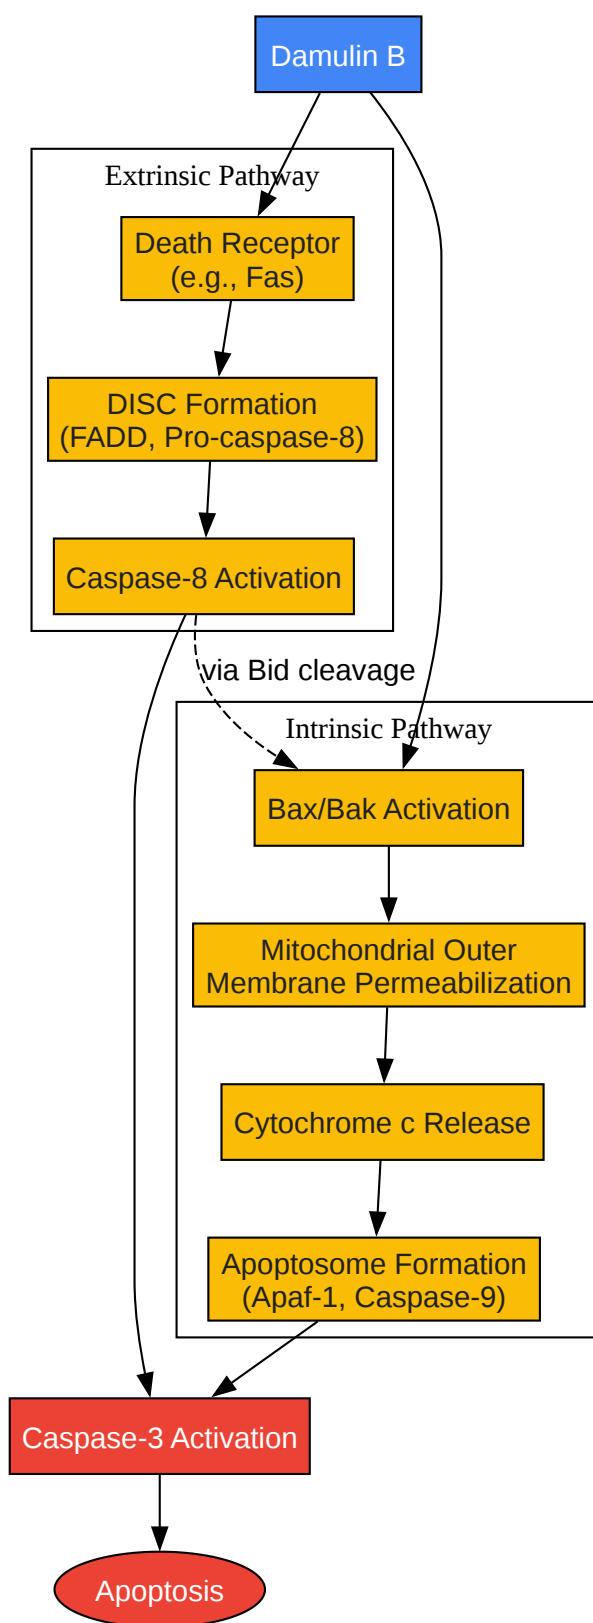 Damulin B
Extrinsic Pathway
Death Receptor
(e.g., Fas)
DISC Formation
(FADD, Pro-caspase-8)
Caspase-8 Activation
via Bid cleavage
Intrinsic Pathway
Bax/Bak Activation
Mitochondrial Outer
Membrane Permeabilization
Cytochrome c Release
Apoptosome Formation
(Apaf-1, Caspase-9)
Caspase-3 Activation
Apoptosis